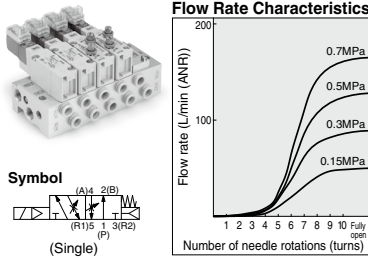 Flow Rate Characteristics
200
100
Flow rate (L/min (ANR))
0.7MPa
0.5MPa
0.3MPa
0.15MPa
1 2 3 4 5 6 7 8 9 10 Fully open
Number of needle rotations (turns)
Symbol
(A)4 2(B)
(R1)5 1 3(R2)
(P)
(Single)